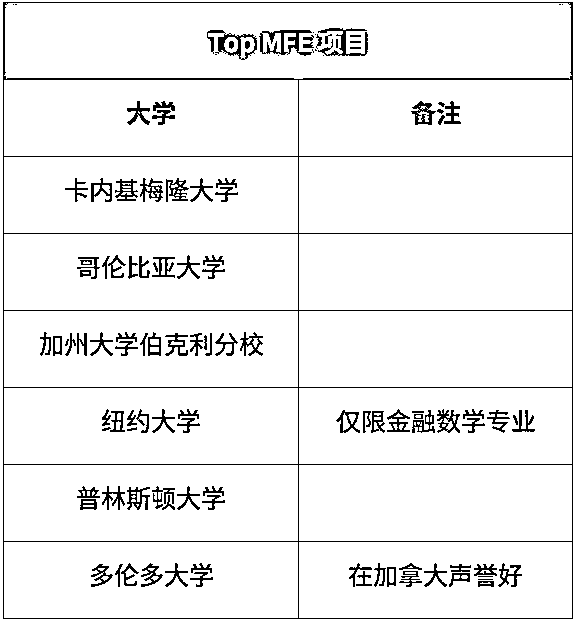 Top MFE项目
大学 备注
卡内基梅隆大学
哥伦比亚大学
加州大学伯克利分校
纽约大学 仅限金融数学专业
普林斯顿大学
多伦多大学 在加拿大声誉好